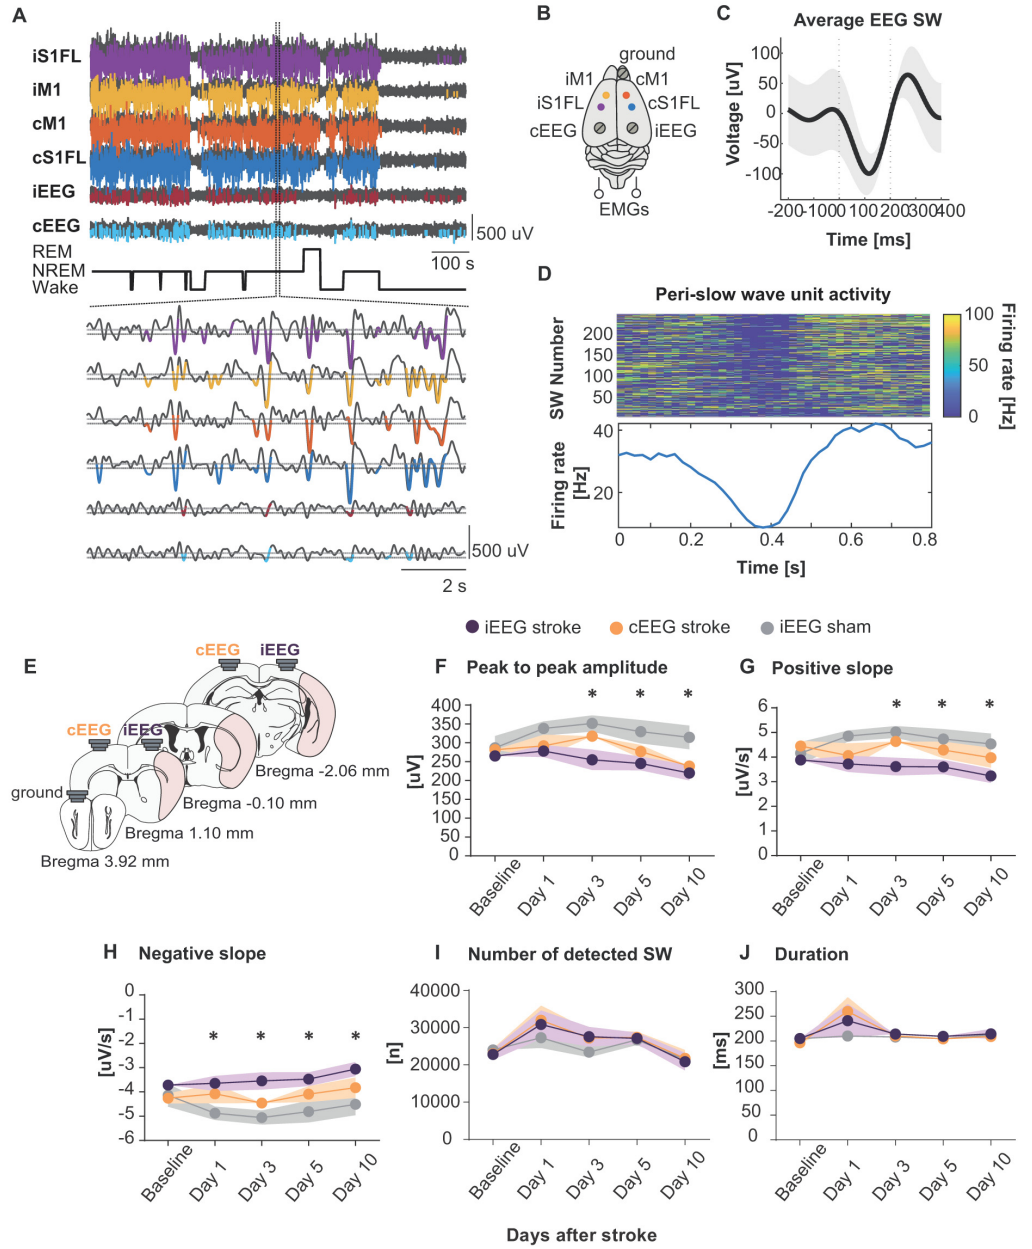 A
iS1FL
iM1
cM1
cS1FL
iEEG
cEEG
500 uV
100 s
REM
NREM
Wake
500 uV
2 s
B
ground
iM1
cM1
iS1FL
cS1FL
cEEG
iEEG
EMGs
C
Average EEG SW
Voltage [uV]
100
50
0
-50
-100
-200
-100
0
100
200
300
400
Time [ms]
D
Peri-slow wave unit activity
SW Number
200
150
100
50
100
50
0
Firing rate [Hz]
Firing rate
[Hz]
40
20
0
0.2
0.4
0.6
0.8
Time [s]
iEEG stroke
cEEG stroke
iEEG sham
E
cEEG
iEEG
cEEG
iEEG
ground
Bregma -2.06 mm
Bregma -0.10 mm
Bregma 1.10 mm
Bregma 3.92 mm
F
Peak to peak amplitude
* * *
[uV]
400
350
300
250
200
150
100
50
0
Baseline
Day 1
Day 3
Day 5
Day 10
G
Positive slope
* * *
[uV/s]
6
5
4
3
2
1
0
Baseline
Day 1
Day 3
Day 5
Day 10
H
Negative slope
* * * *
[uV/s]
0
-1
-2
-3
-4
-5
-6
Baseline
Day 1
Day 3
Day 5
Day 10
I
Number of detected SW
[n]
40000
30000
20000
10000
0
Baseline
Day 1
Day 3
Day 5
Day 10
J
Duration
[ms]
300
250
200
150
100
50
0
Baseline
Day 1
Day 3
Day 5
Day 10
Days after stroke